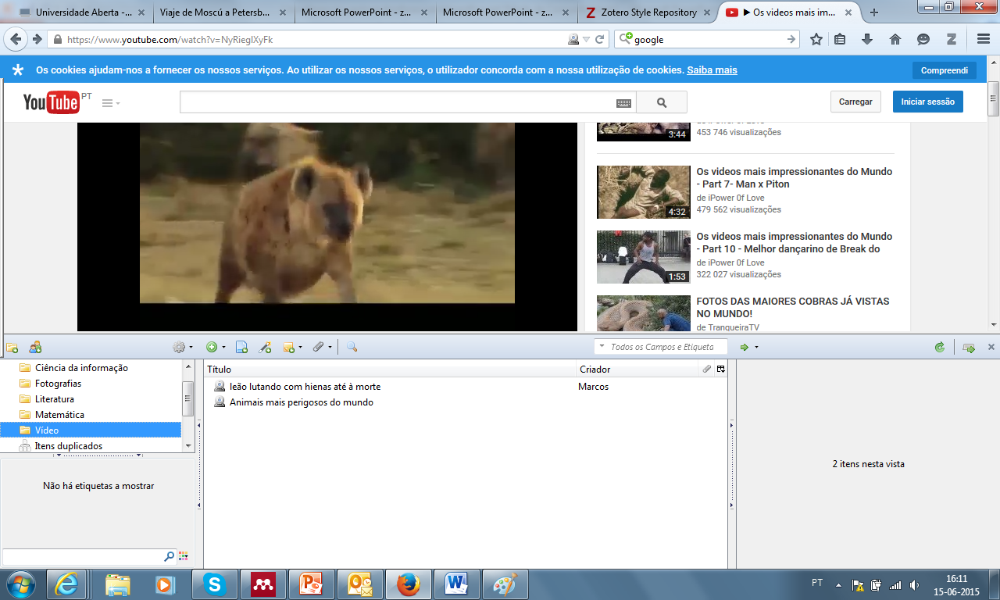 Universidade Aberta -...
Viaje de Moscú a Petersb...
Microsoft PowerPoint - z...
Microsoft PowerPoint - z...
Zotero Style Repository
▶ Os videos mais im...
https://www.youtube.com/watch?v=NyRiegIXyFk
google
Os cookies ajudam-nos a fornecer os nossos serviços. Ao utilizar os nossos serviços, o utilizador concorda com a nossa utilização de cookies. Saiba mais
Compreendi
YouTube PT
Carregar
Iniciar sessão
3:44
453 746 visualizações
Os videos mais impressionantes do Mundo
- Part 7- Man x Piton
de iPower 0f Love
479 562 visualizações
4:32
Os videos mais impressionantes do Mundo
- Part 10 - Melhor dançarino de Break do
de iPower 0f Love
322 027 visualizações
1:53
FOTOS DAS MAIORES COBRAS JÁ VISTAS
NO MUNDO!
de TranqueiraTV
Todos os Campos e Etiqueta
Ciência da informação
Fotografias
Literatura
Matemática
Vídeo
Itens duplicados
Não há etiquetas a mostrar
Título
Criador
leão lutando com hienas até à morte
Marcos
Animais mais perigosos do mundo
2 itens nesta vista
PT
16:11
15-06-2015